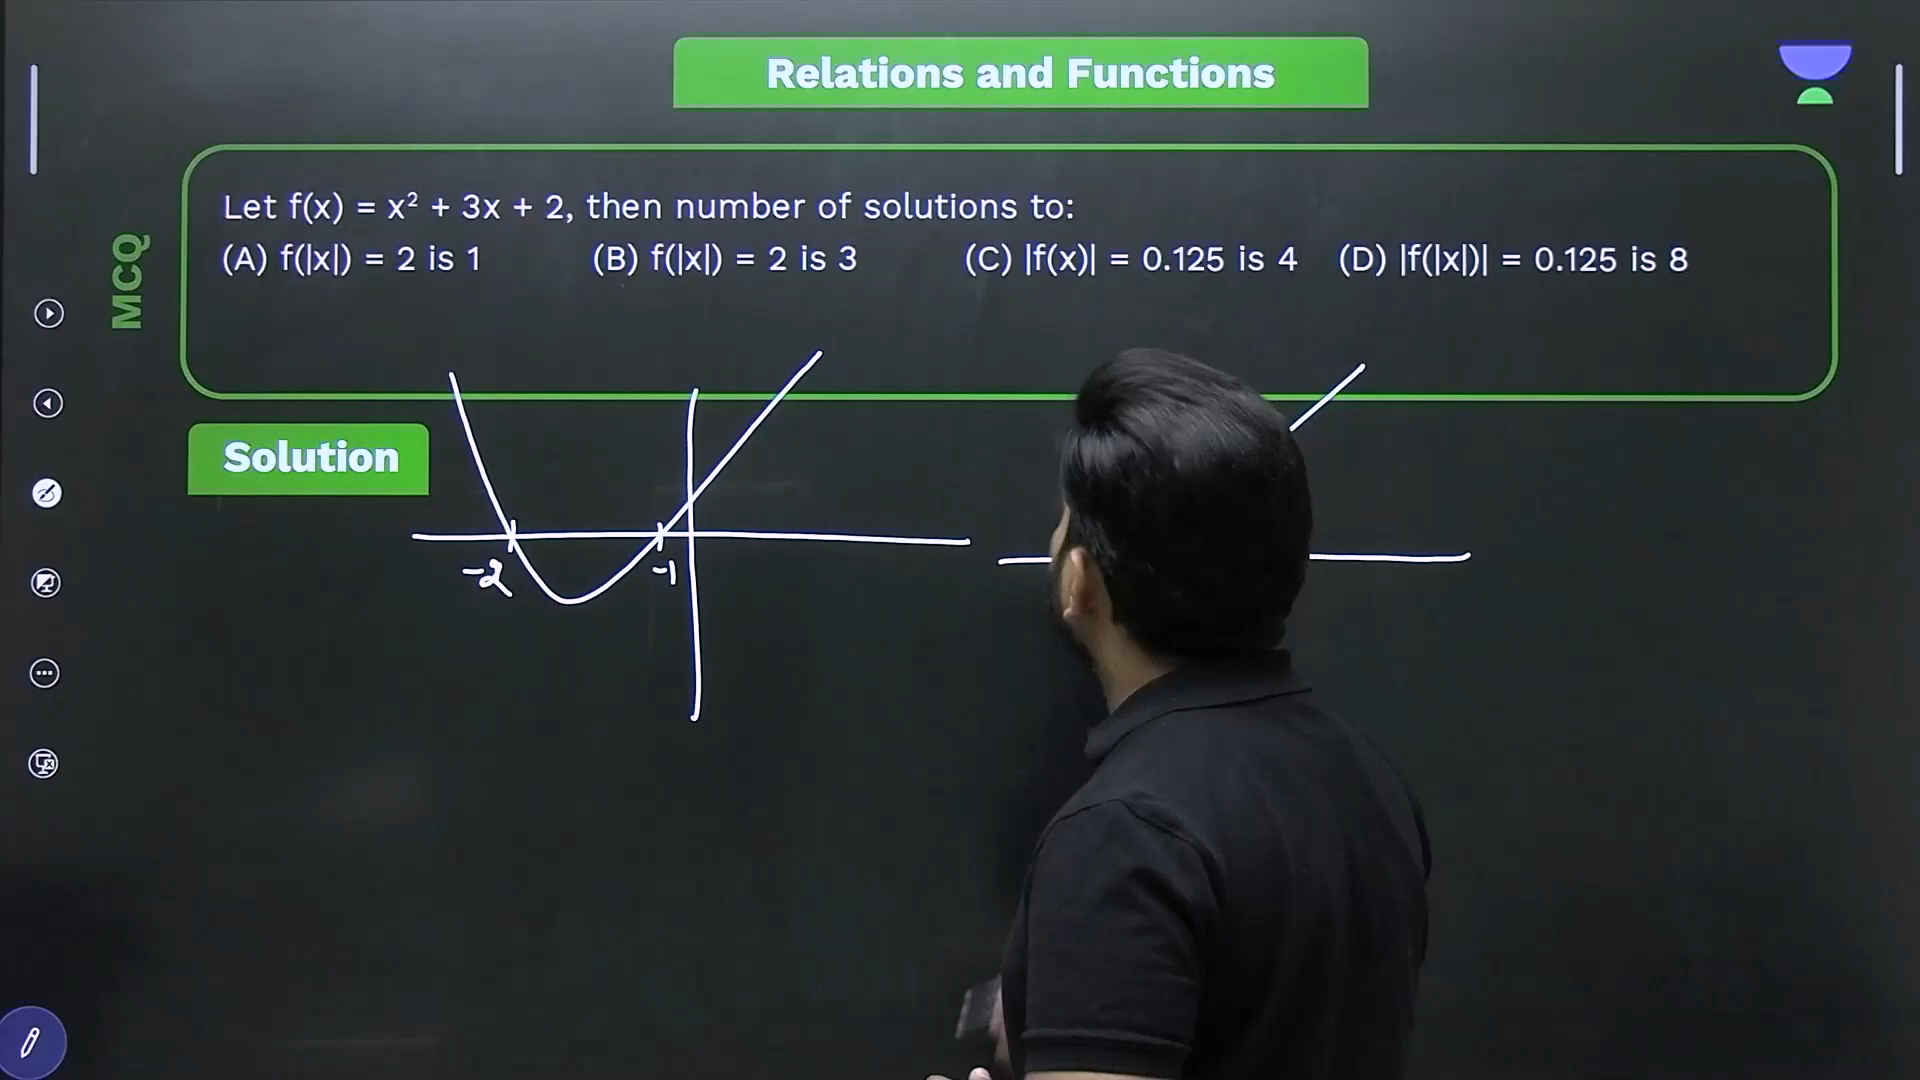 Relations and Functions
MCQ
Let f(x) = x² + 3x + 2, then number of solutions to:
(A) f(|x|) = 2 is 1 (B) f(|x|) = 2 is 3 (C) |f(x)| = 0.125 is 4 (D) |f(|x|)| = 0.125 is 8
Solution
-2 -1